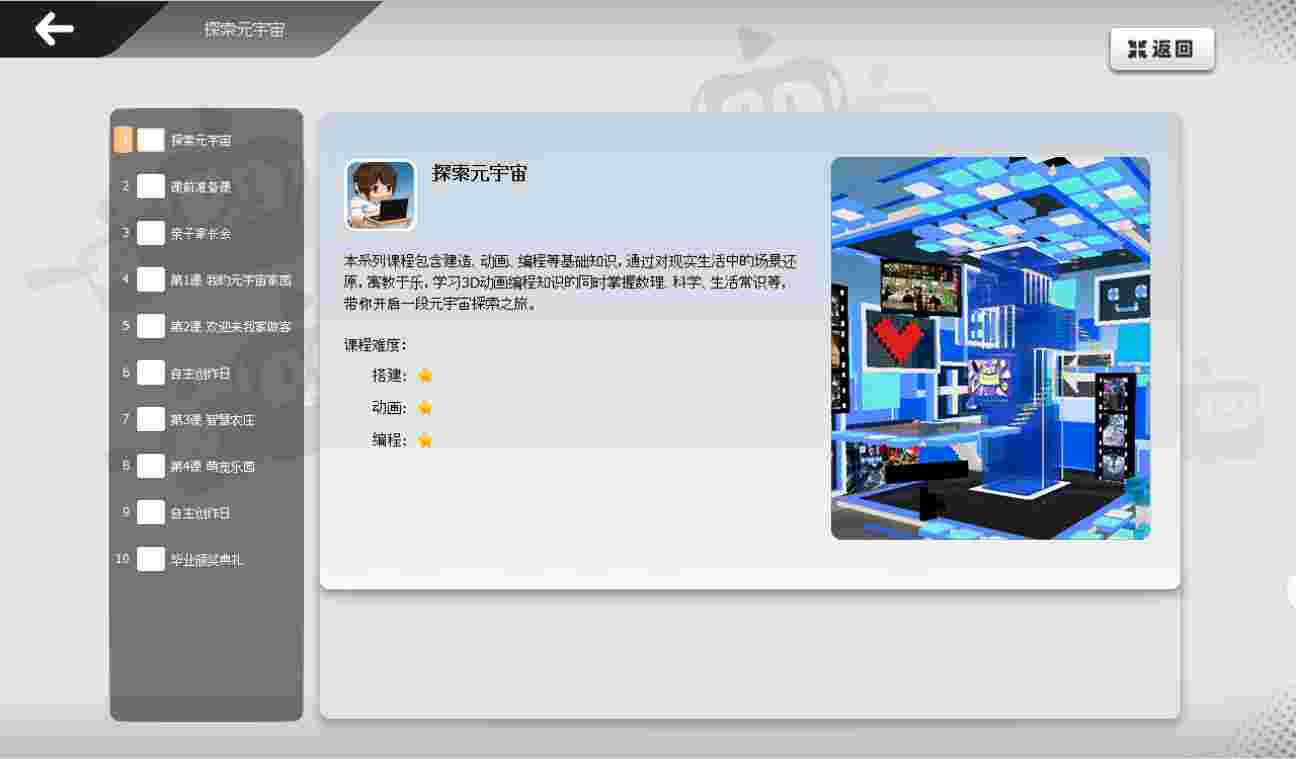 探索元宇宙
返回
1 探索元宇宙
2 课前准备课
3 亲子家长会
4 第1课 我的元宇宙家园
5 第2课 欢迎来我家做客
6 自主创作日
7 第3课 智慧农庄
8 第4课 萌宠乐园
9 自主创作日
10 毕业颁奖典礼
探索元宇宙
本系列课程包含建造、动画、编程等基础知识，通过对现实生活中的场景还
原，寓教于乐，学习3D动画编程知识的同时掌握数理、科学、生活常识等，
带你开启一段元宇宙探索之旅。
课程难度：
搭建：
动画：
编程：